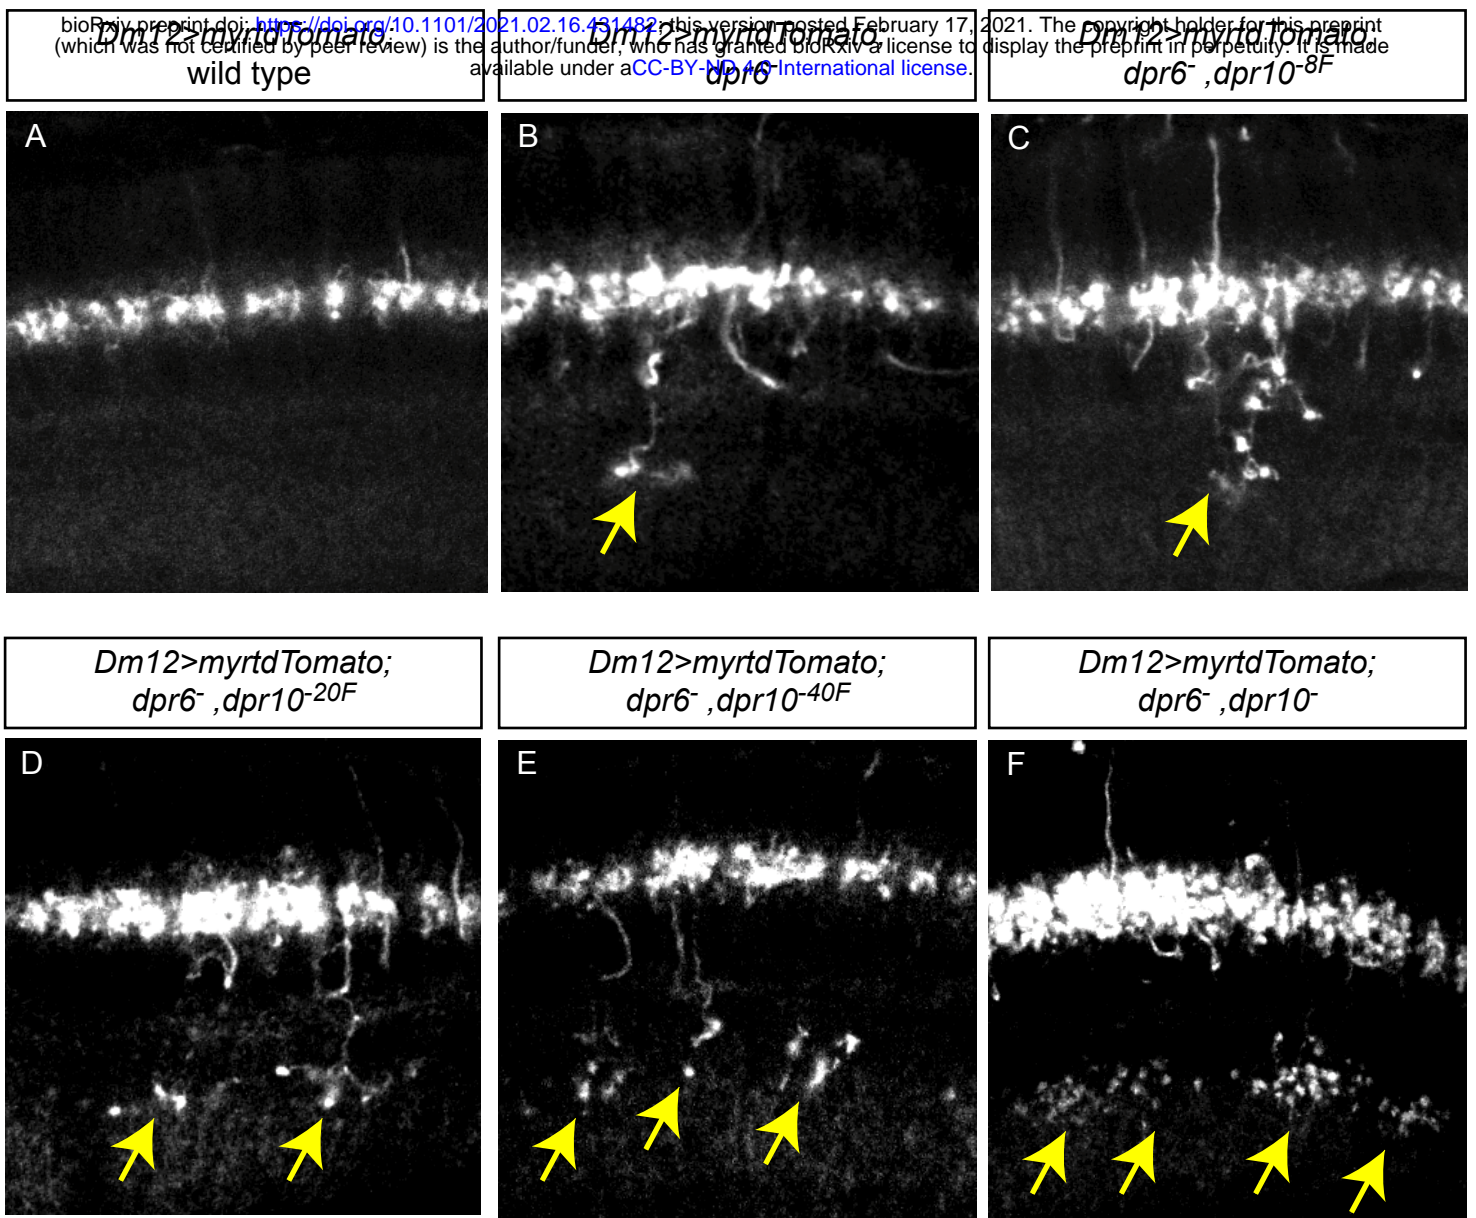 bioRxiv preprint doi: https://doi.org/10.1101/2021.02.16.431482; this version posted February 17, 2021. The copyright holder for this preprint
(which was not certified by peer review) is the author/funder, who has granted bioRxiv a license to display the preprint in perpetuity. It is made
available under aCC-BY-ND 4.0 International license.
Dm12>myrtdTomato;
wild type
Dm12>myrtdTomato;
dpr6-
Dm12>myrtdTomato;
dpr6- ,dpr10-8F
A
B
C
Dm12>myrtdTomato;
dpr6- ,dpr10-20F
Dm12>myrtdTomato;
dpr6- ,dpr10-40F
Dm12>myrtdTomato;
dpr6- ,dpr10-
D
E
F